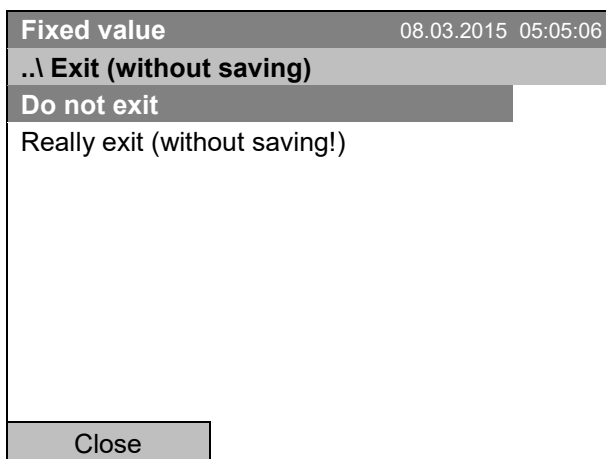 Fixed value 08.03.2015 05:05:06
..\ Exit (without saving)
Do not exit
Really exit (without saving!)
Close